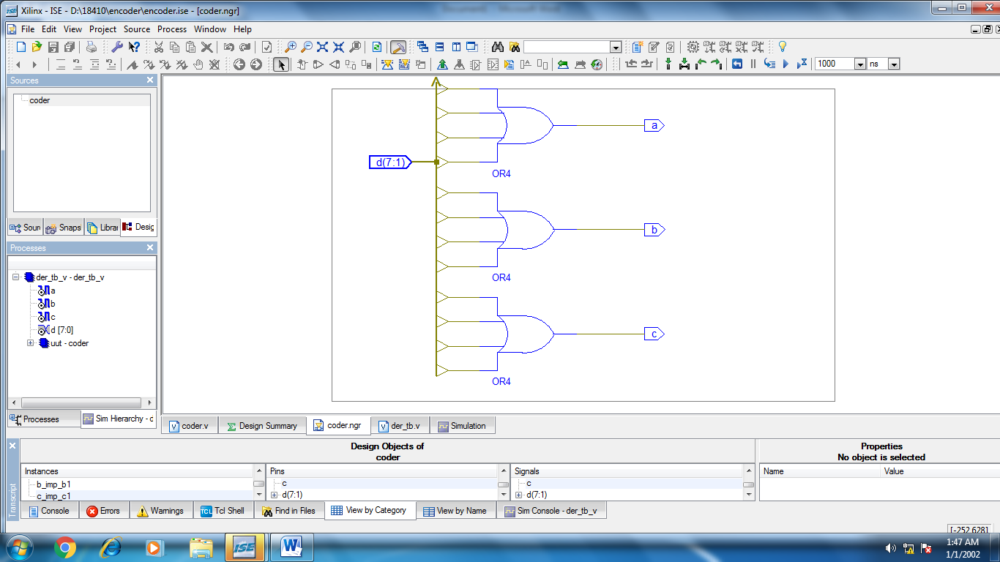 Xilinx - ISE - D:\18410\encoder\encoder.ise - [coder.ngr]
File Edit View Project Source Process Window Help
1000 ns
Sources
coder
a
d(7:1)
OR4
b
OR4
c
OR4
Sour Snaps Librar Desig
Processes
der_tb_v - der_tb_v
a
b
c
d [7:0]
uut - coder
Processes Sim Hierarchy - d
coder.v Design Summary coder.ngr der_tb.v Simulation
Transcript
Design Objects of
coder
Properties
No object is selected
Instances Pins Signals Name Value
b_imp_b1 c c
c_imp_c1 d(7:1) d(7:1)
Console Errors Warnings TCL Tcl Shell Find in Files View by Category View by Name Sim Console - der_tb_v
[-252,628]
ISE
1:47 AM
1/1/2002